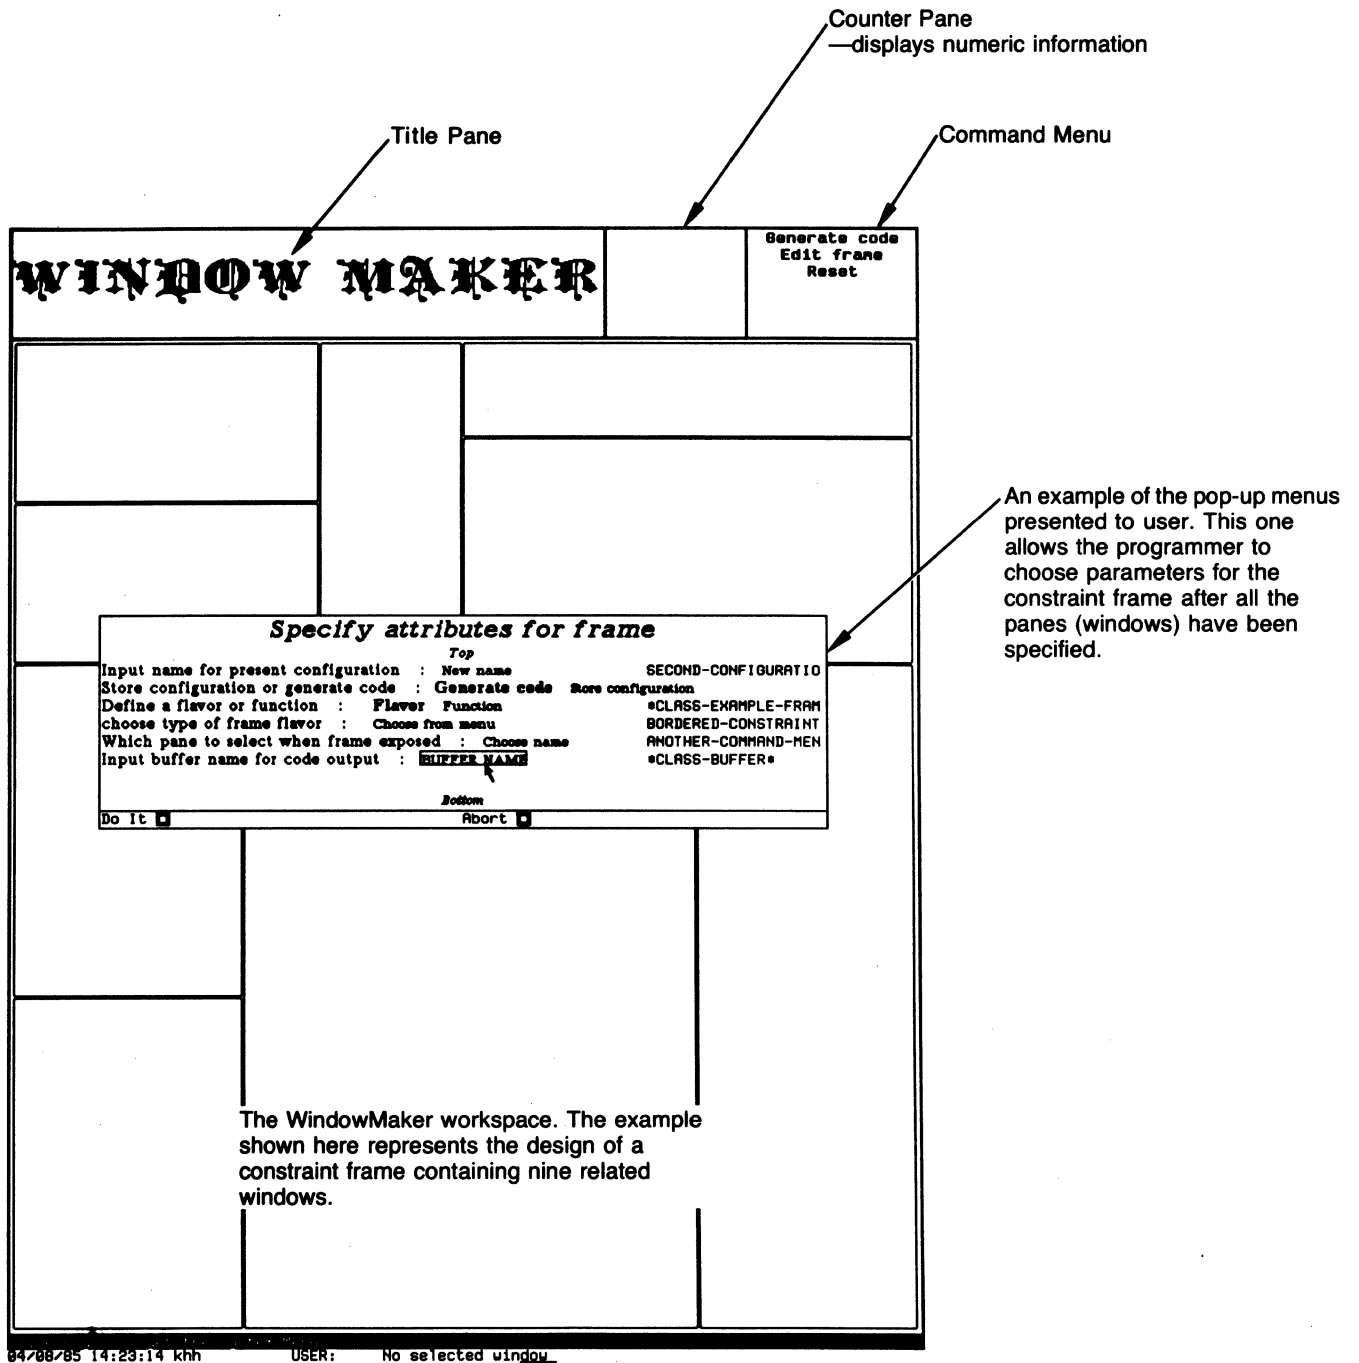 Counter Pane
—displays numeric information
Title Pane
Command Menu
WINDOW MAKER
Generate code
Edit frame
Reset
An example of the pop-up menus
presented to user. This one
allows the programmer to
choose parameters for the
constraint frame after all the
panes (windows) have been
specified.
Specify attributes for frame
Top
Input name for present configuration : New name SECOND-CONFIGURATIO
Store configuration or generate code : Generate code Store configuration
Define a flavor or function : Flavor Function *CLASS-EXAMPLE-FRAM
choose type of frame flavor : Choose from menu BORDERED-CONSTRAINT
Which pane to select when frame exposed : Choose name ANOTHER-COMMAND-MEN
Input buffer name for code output : BUFFER NAME *CLASS-BUFFER*
Bottom
Do It Abort
The WindowMaker workspace. The example
shown here represents the design of a
constraint frame containing nine related
windows.
04/08/85 14:23:14 khh USER: No selected window